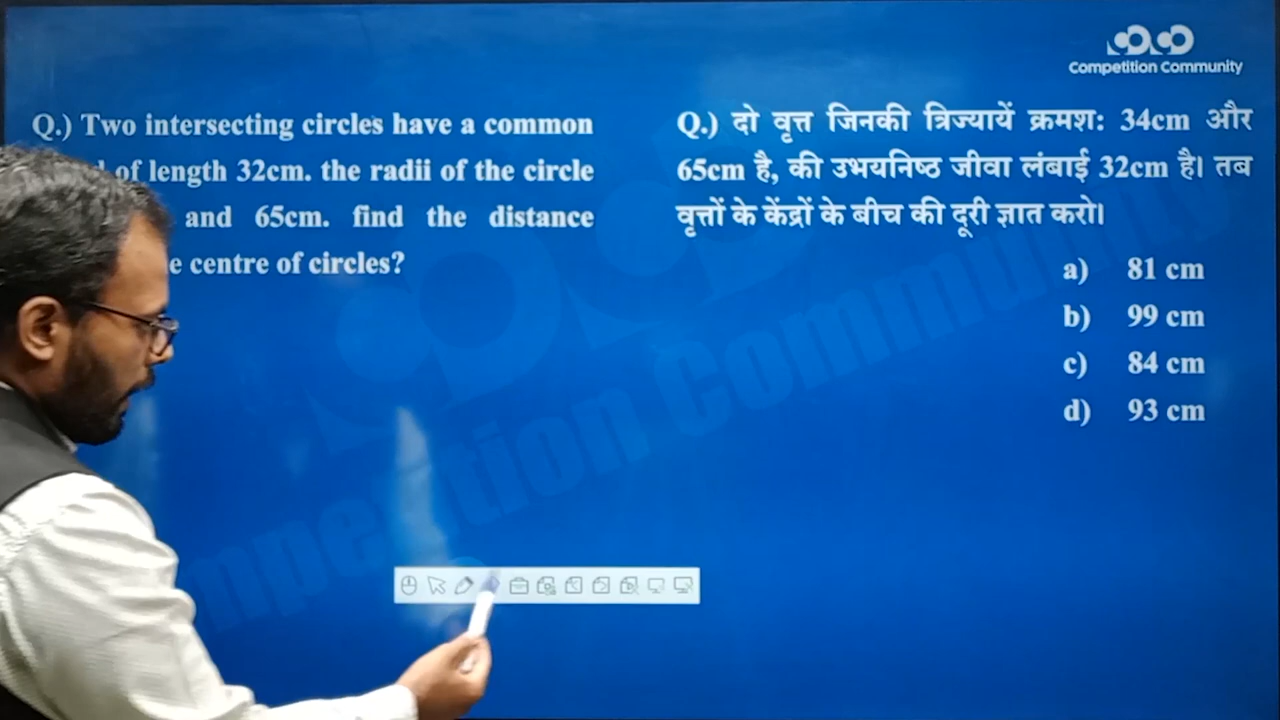 Competition Community
Q.) Two intersecting circles have a common
of length 32cm. the radii of the circle
and 65cm. find the distance
centre of circles?
Q.) दो वृत्त जिनकी त्रिज्यायें क्रमश: 34cm और
65cm है, की उभयनिष्ठ जीवा लंबाई 32cm है। तब
वृत्तों के केंद्रों के बीच की दूरी ज्ञात करो।
a) 81 cm
b) 99 cm
c) 84 cm
d) 93 cm